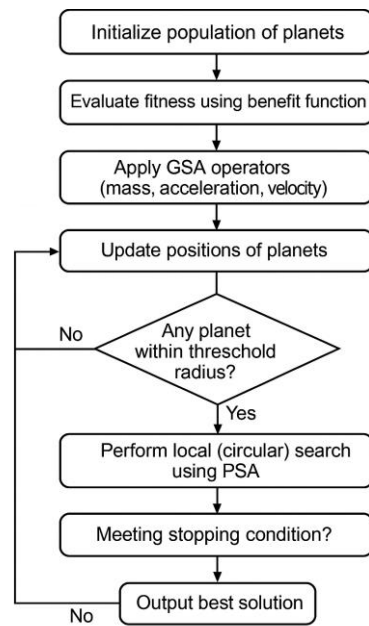 Initialize population of planets
Evaluate fitness using benefit function
Apply GSA operators
(mass, acceleration, velocity)
Update positions of planets
No
Any planet
within threschold
radius?
Yes
Perform local (circular) search
using PSA
Meeting stopping condition?
No
Output best solution